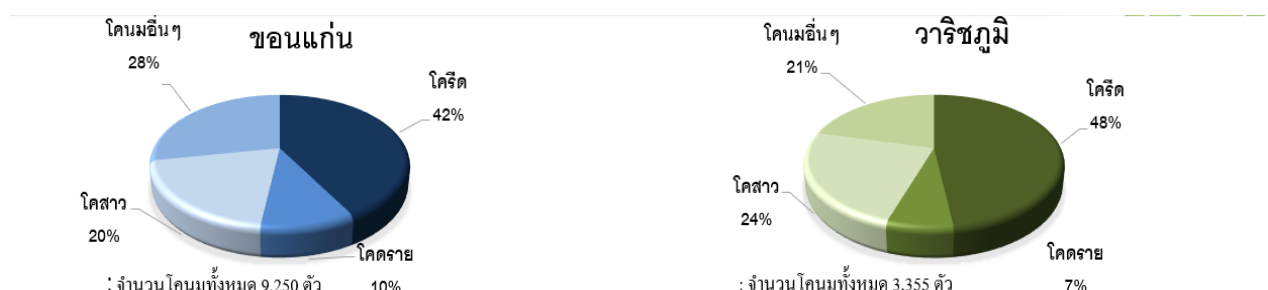 โคนมอื่นๆ
28%
ขอนแก่น
โครีด
42%
โคสาว
20%
โคดราย
10%
: จำนวนโคนมทั้งหมด 9,250 ตัว
โคนมอื่นๆ
21%
วาริชภูมิ
โครีด
48%
โคสาว
24%
โคดราย
7%
: จำนวนโคนมทั้งหมด 3,355 ตัว